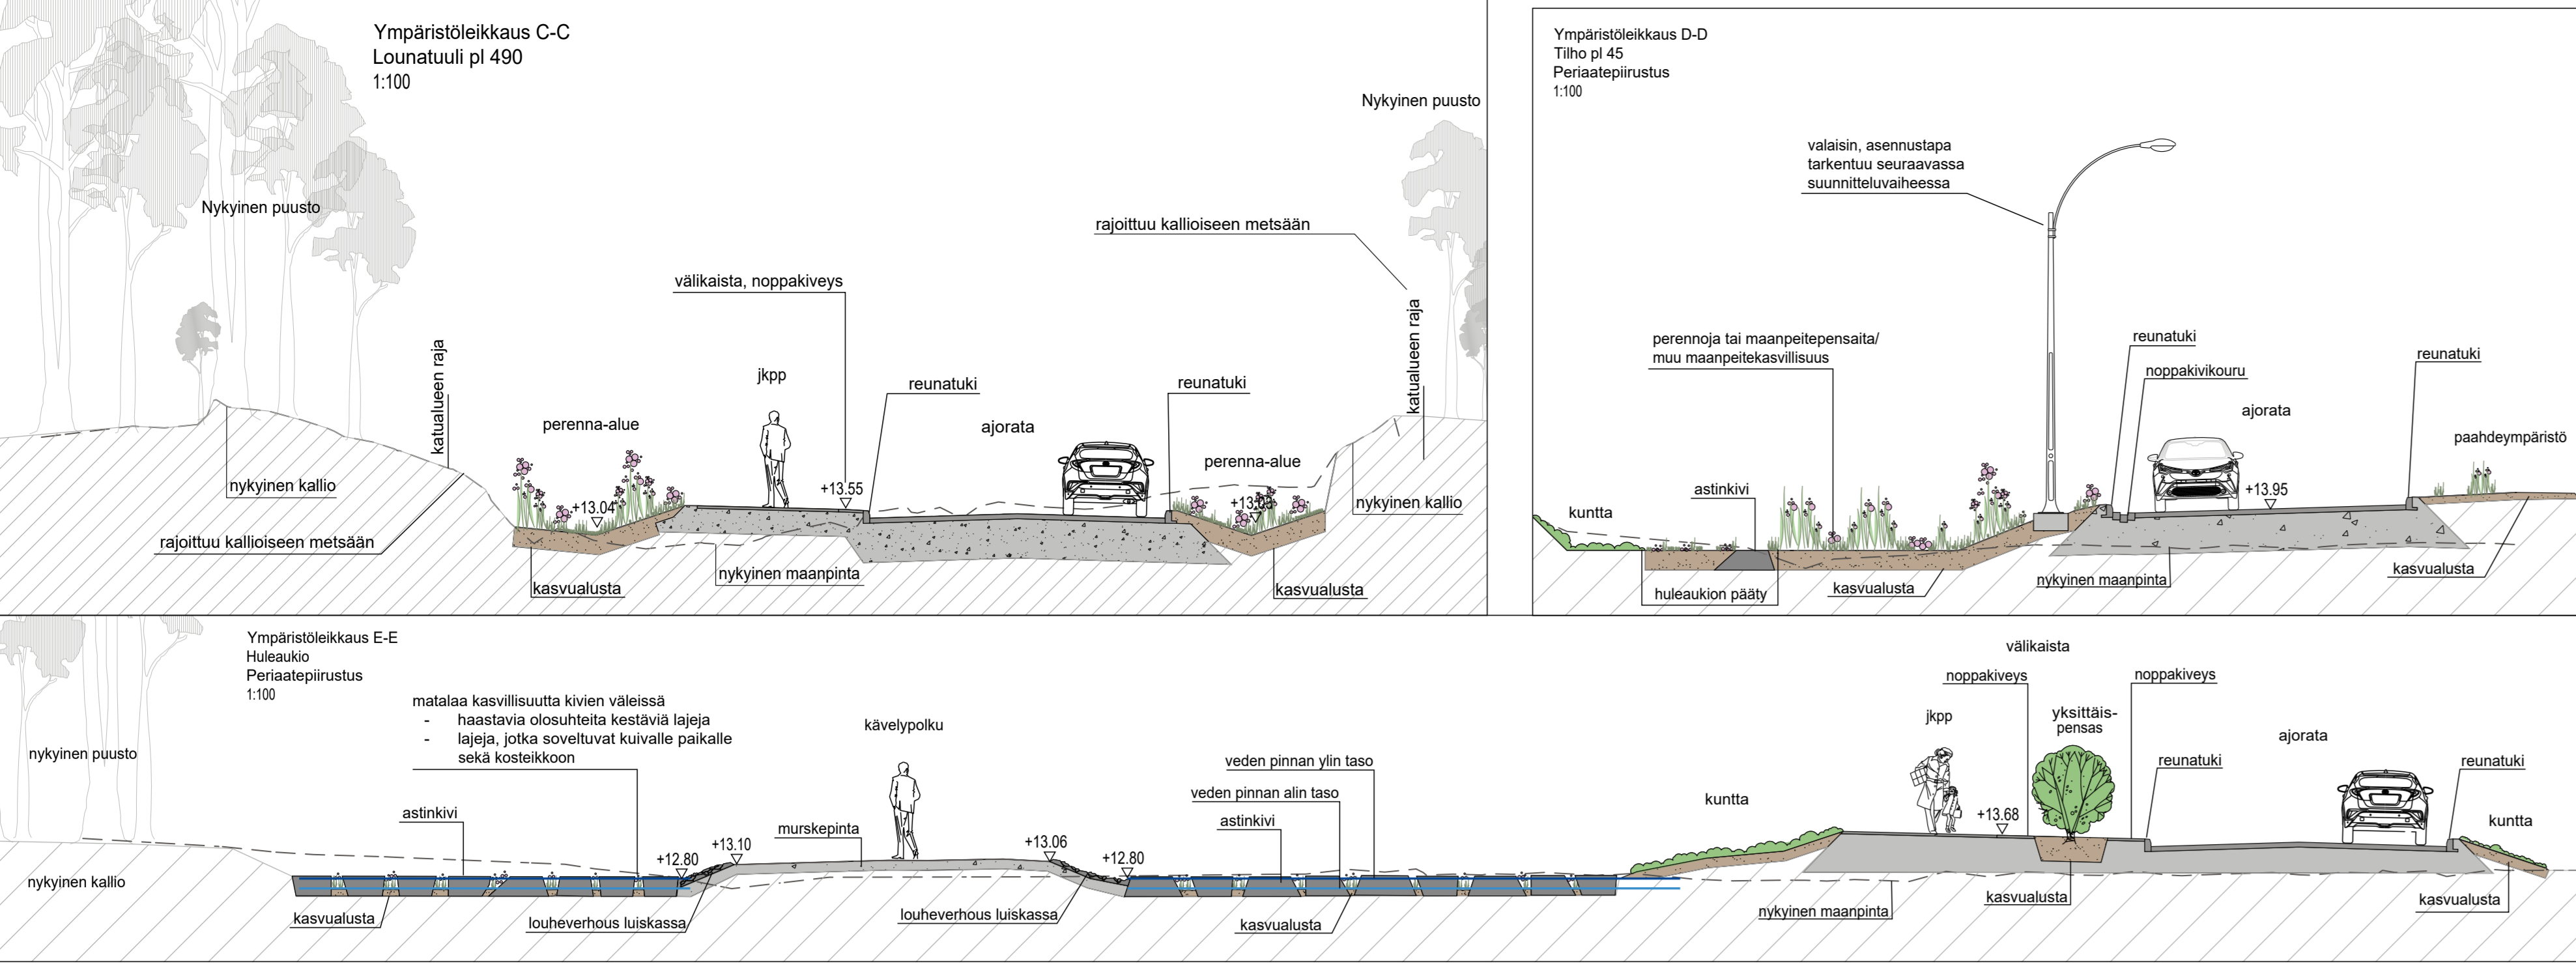 Ympäristöleikkaus C-C
Lounatuuli pl 490
1:100
Nykyinen puusto
Nykyinen puusto
rajoittuu kallioiseen metsään
välikaista, noppakiveys
katualueen raja
katualueen raja
jkpp
reunatuki
reunatuki
perenna-alue
ajorata
perenna-alue
nykyinen kallio
+13.55
+13.04
nykyinen kallio
rajoittuu kallioiseen metsään
nykyinen maanpinta
kasvualusta
kasvualusta
Ympäristöleikkaus D-D
Tilho pl 45
Periaatepiirustus
1:100
valaisin, asennustapa
tarkentuu seuraavassa
suunnitteluvaiheessa
perennoja tai maanpeitepensaita/
muu maanpeitekasvillisuus
reunatuki
reunatuki
noppakivikouru
ajorata
paahdeympäristö
astinkivi
+13.95
kuntta
kasvualusta
nykyinen maanpinta
kasvualusta
huleaukion pääty
Ympäristöleikkaus E-E
Huleaukio
Periaatepiirustus
1:100
matalaa kasvillisuutta kivien väleissä
- haastavia olosuhteita kestäviä lajeja
- lajeja, jotka soveltuvat kuivalle paikalle
sekä kosteikkoon
nykyinen puusto
kävelypolku
veden pinnan ylin taso
veden pinnan alin taso
astinkivi
astinkivi
murskepinta
+13.10
+12.80
+13.06
+12.80
nykyinen kallio
kasvualusta
louheverhous luiskassa
louheverhous luiskassa
kasvualusta
välikaista
noppakiveys
noppakiveys
jkpp
yksittäis-
pensas
ajorata
reunatuki
reunatuki
kuntta
+13.68
kuntta
kasvualusta
kasvualusta
nykyinen maanpinta